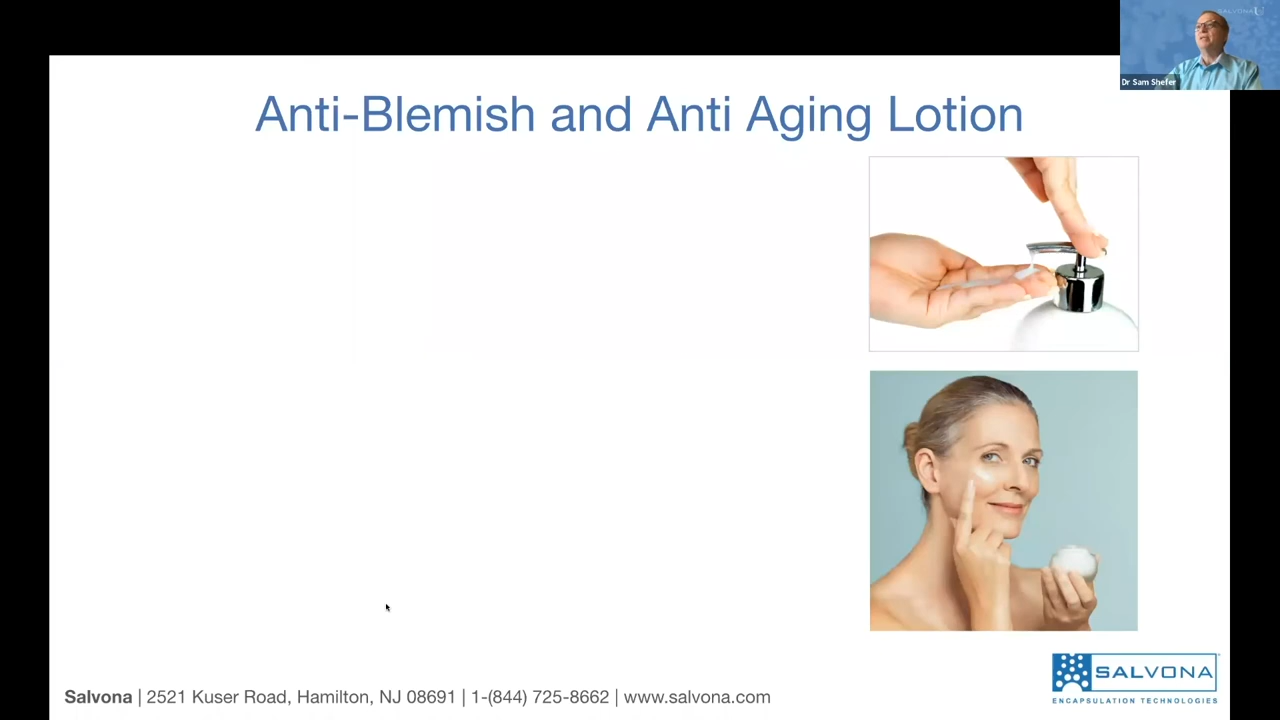 SALVONA U
Dr Sam Shefer
Anti-Blemish and Anti Aging Lotion
SALVONA
ENCAPSULATION TECHNOLOGIES
Salvona | 2521 Kuser Road, Hamilton, NJ 08691 | 1-(844) 725-8662 | www.salvona.com